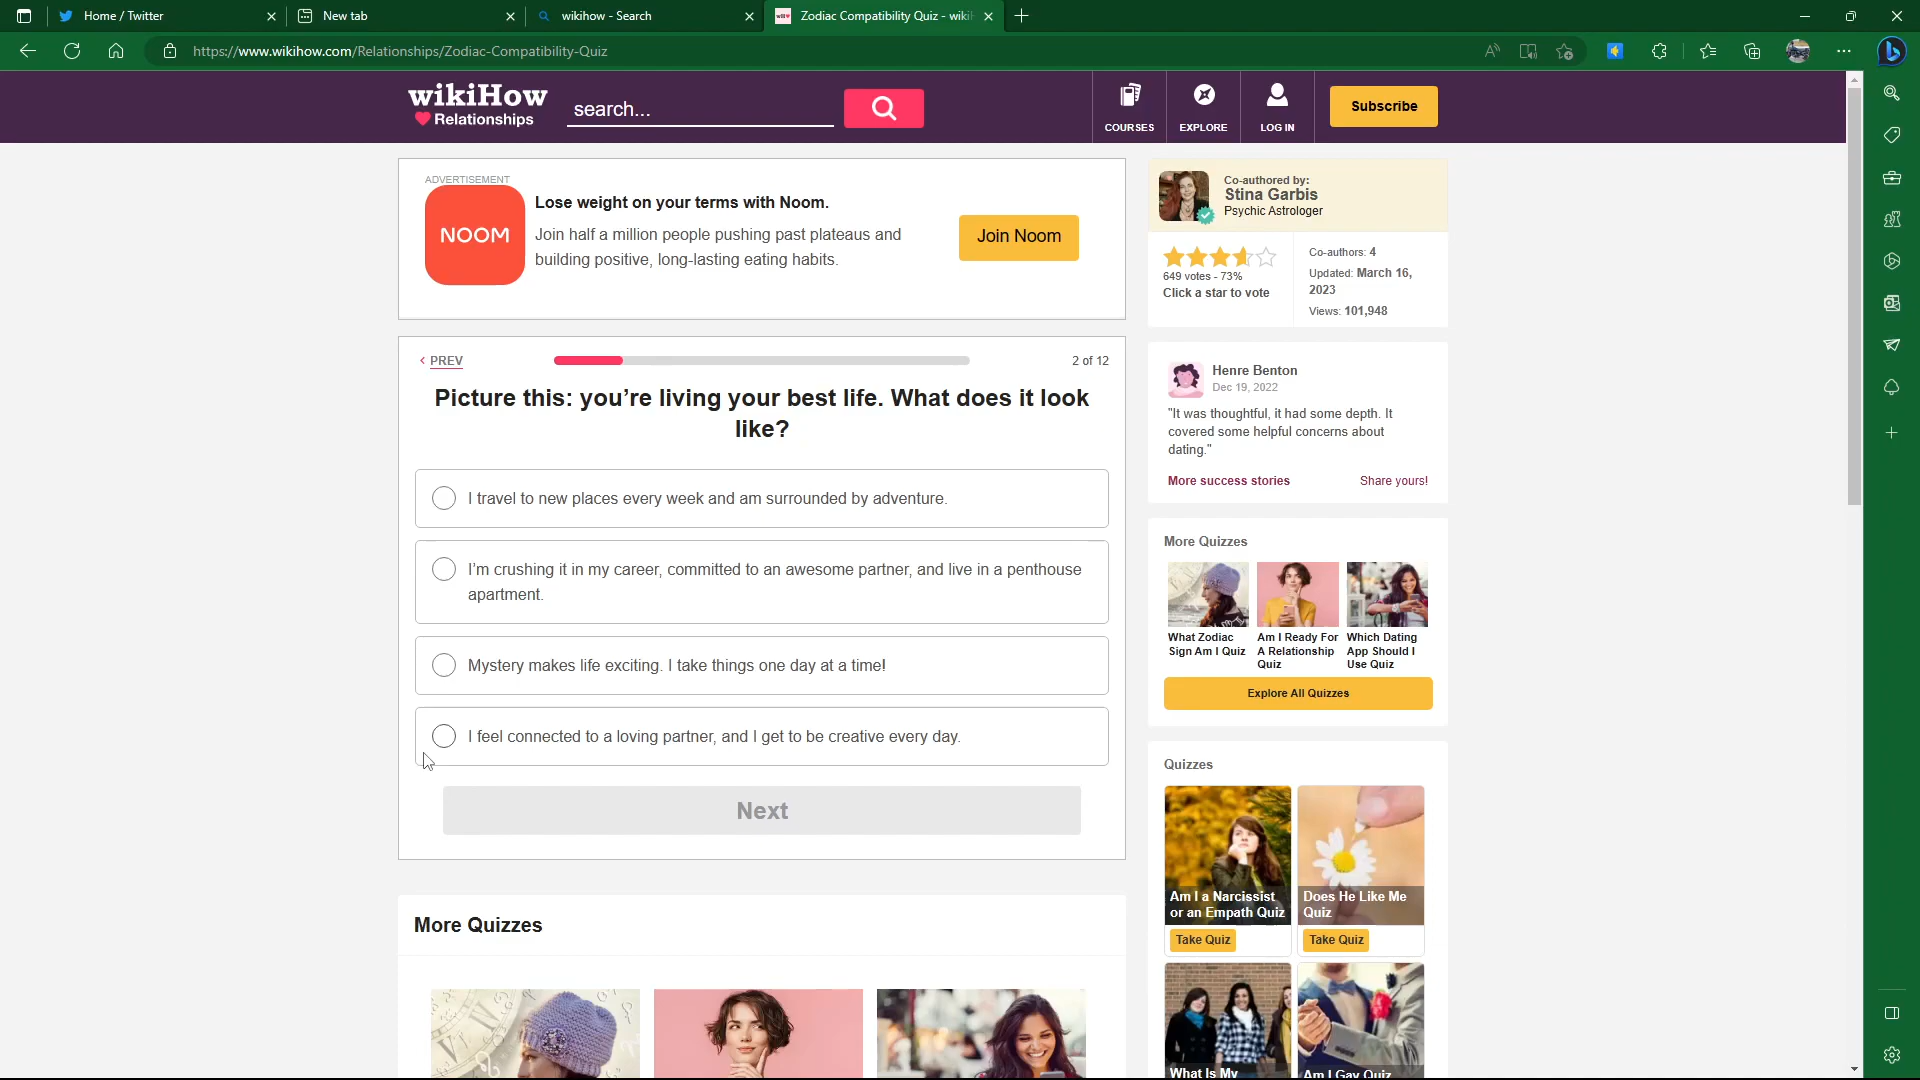 Home / Twitter
New tab
wikihow - Search
Zodiac Compatibility Quiz - wikiH
https://www.wikihow.com/Relationships/Zodiac-Compatibility-Quiz
wikiHow
Relationships
search...
COURSES
EXPLORE
LOG IN
Subscribe
ADVERTISEMENT
NOOM
Lose weight on your terms with Noom.
Join half a million people pushing past plateaus and
building positive, long-lasting eating habits.
Join Noom
PREV
2 of 12
Picture this: you’re living your best life. What does it look
like?
I travel to new places every week and am surrounded by adventure.
I’m crushing it in my career, committed to an awesome partner, and live in a penthouse
apartment.
Mystery makes life exciting. I take things one day at a time!
I feel connected to a loving partner, and I get to be creative every day.
Next
More Quizzes
Co-authored by:
Stina Garbis
Psychic Astrologer
649 votes - 73%
Click a star to vote
Co-authors: 4
Updated: March 16,
2023
Views: 101,948
Henre Benton
Dec 19, 2022
"It was thoughtful, it had some depth. It
covered some helpful concerns about
dating."
More success stories
Share yours!
More Quizzes
What Zodiac
Sign Am I Quiz
Am I Ready For
A Relationship
Quiz
Which Dating
App Should I
Use Quiz
Explore All Quizzes
Quizzes
Am I a Narcissist
or an Empath Quiz
Take Quiz
Does He Like Me
Quiz
Take Quiz
What Is My
Am I Gay Quiz